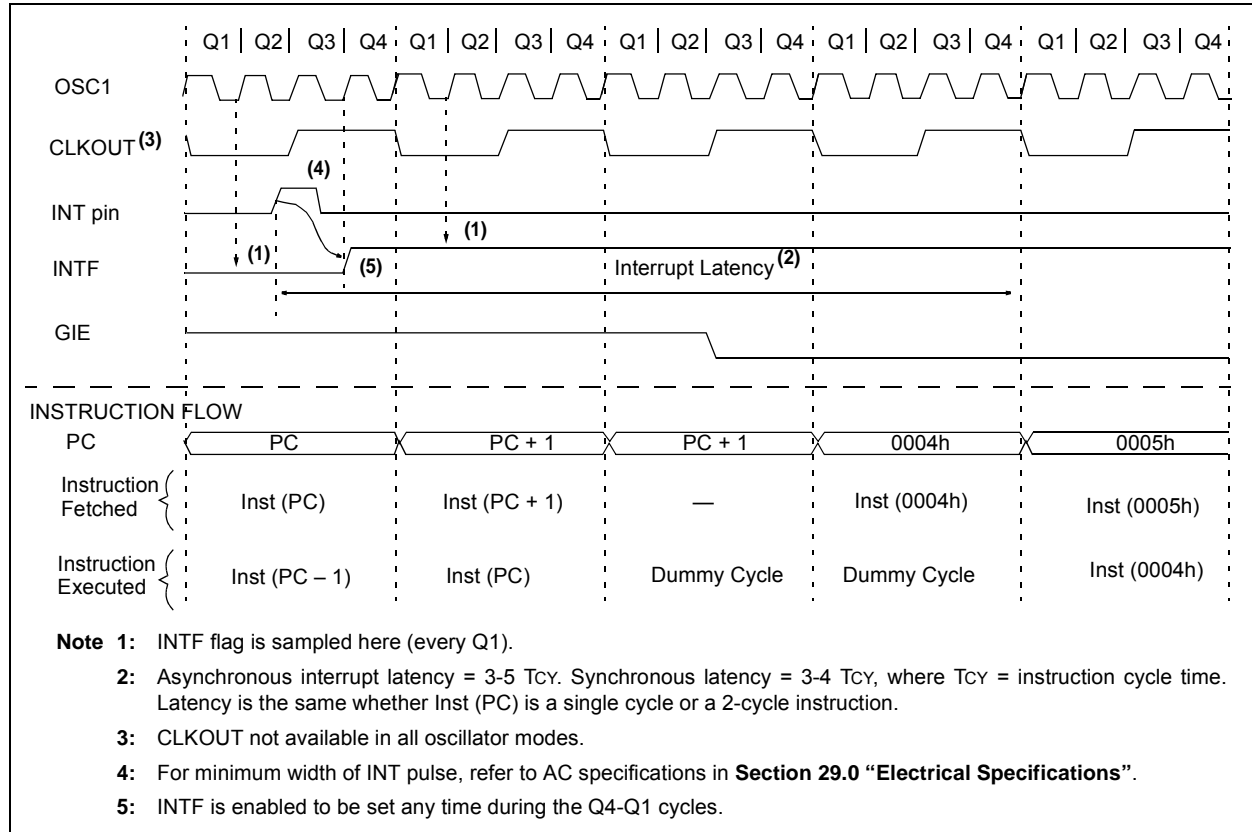 Q1 Q2 Q3 Q4 Q1 Q2 Q3 Q4 Q1 Q2 Q3 Q4 Q1 Q2 Q3 Q4 Q1 Q2 Q3 Q4
OSC1
CLKOUT (3)
(4)
INT pin
(1)
(1)
INTF
(5)
Interrupt Latency (2)
GIE
INSTRUCTION FLOW
PC PC PC + 1 PC + 1 0004h 0005h
Instruction
Fetched
Inst (PC) Inst (PC + 1) — Inst (0004h) Inst (0005h)
Instruction
Executed
Inst (PC – 1) Inst (PC) Dummy Cycle Dummy Cycle Inst (0004h)
Note 1: INTF flag is sampled here (every Q1).
2: Asynchronous interrupt latency = 3-5 TCY. Synchronous latency = 3-4 TCY, where TCY = instruction cycle time.
Latency is the same whether Inst (PC) is a single cycle or a 2-cycle instruction.
3: CLKOUT not available in all oscillator modes.
4: For minimum width of INT pulse, refer to AC specifications in Section 29.0 “Electrical Specifications”.
5: INTF is enabled to be set any time during the Q4-Q1 cycles.